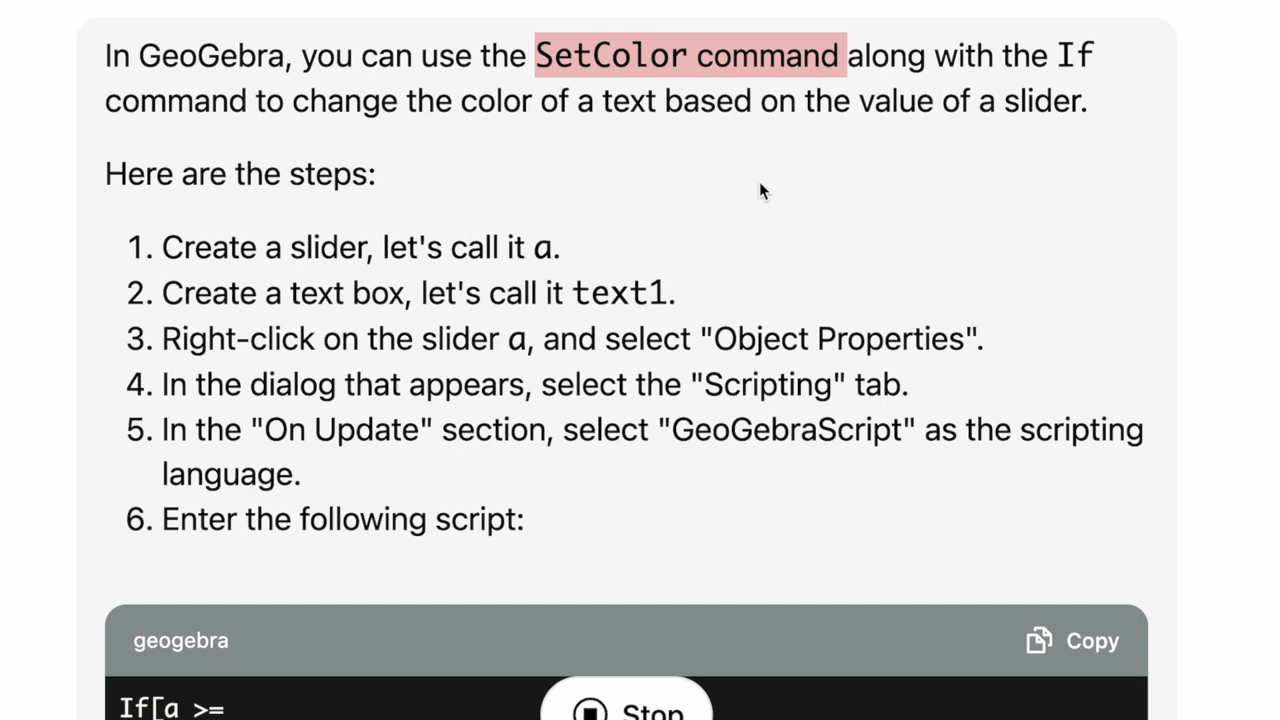 In GeoGebra, you can use the SetColor command along with the If
command to change the color of a text based on the value of a slider.
Here are the steps:
1. Create a slider, let's call it a.
2. Create a text box, let's call it text1.
3. Right-click on the slider a, and select "Object Properties".
4. In the dialog that appears, select the "Scripting" tab.
5. In the "On Update" section, select "GeoGebraScript" as the scripting
language.
6. Enter the following script:
geogebra
Copy
If[a >=
Stop